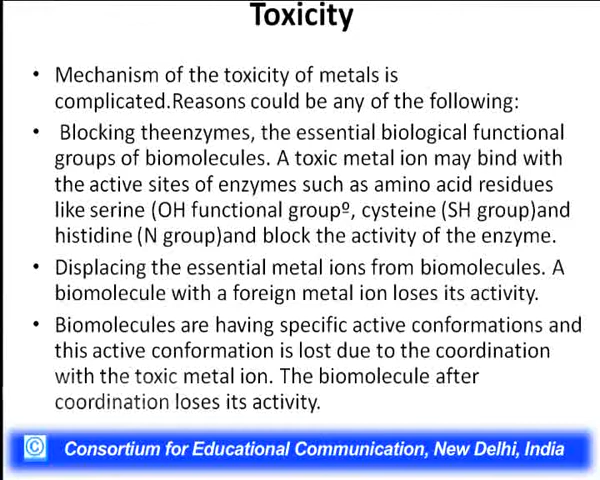 Toxicity
• Mechanism of the toxicity of metals is
complicated.Reasons could be any of the following:
• Blocking theenzymes, the essential biological functional
groups of biomolecules. A toxic metal ion may bind with
the active sites of enzymes such as amino acid residues
like serine (OH functional groupº, cysteine (SH group)and
histidine (N group)and block the activity of the enzyme.
• Displacing the essential metal ions from biomolecules. A
biomolecule with a foreign metal ion loses its activity.
• Biomolecules are having specific active conformations and
this active conformation is lost due to the coordination
with the toxic metal ion. The biomolecule after
coordination loses its activity.
© Consortium for Educational Communication, New Delhi, India